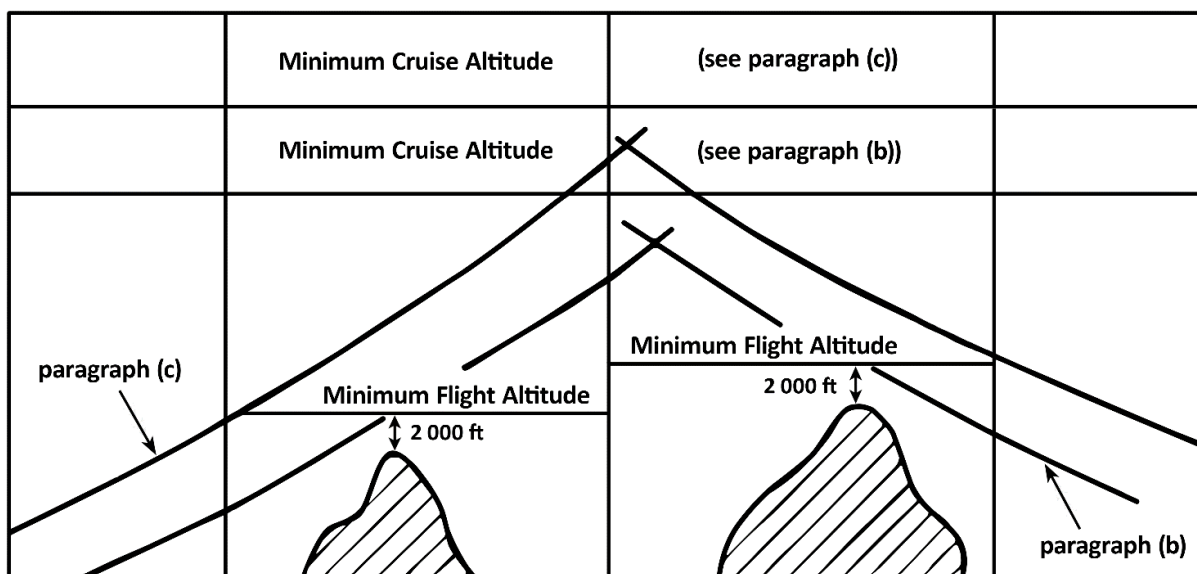 Minimum Cruise Altitude (see paragraph (c))
Minimum Cruise Altitude (see paragraph (b))
Minimum Flight Altitude
2 000 ft
paragraph (c)
Minimum Flight Altitude
2 000 ft
paragraph (b)